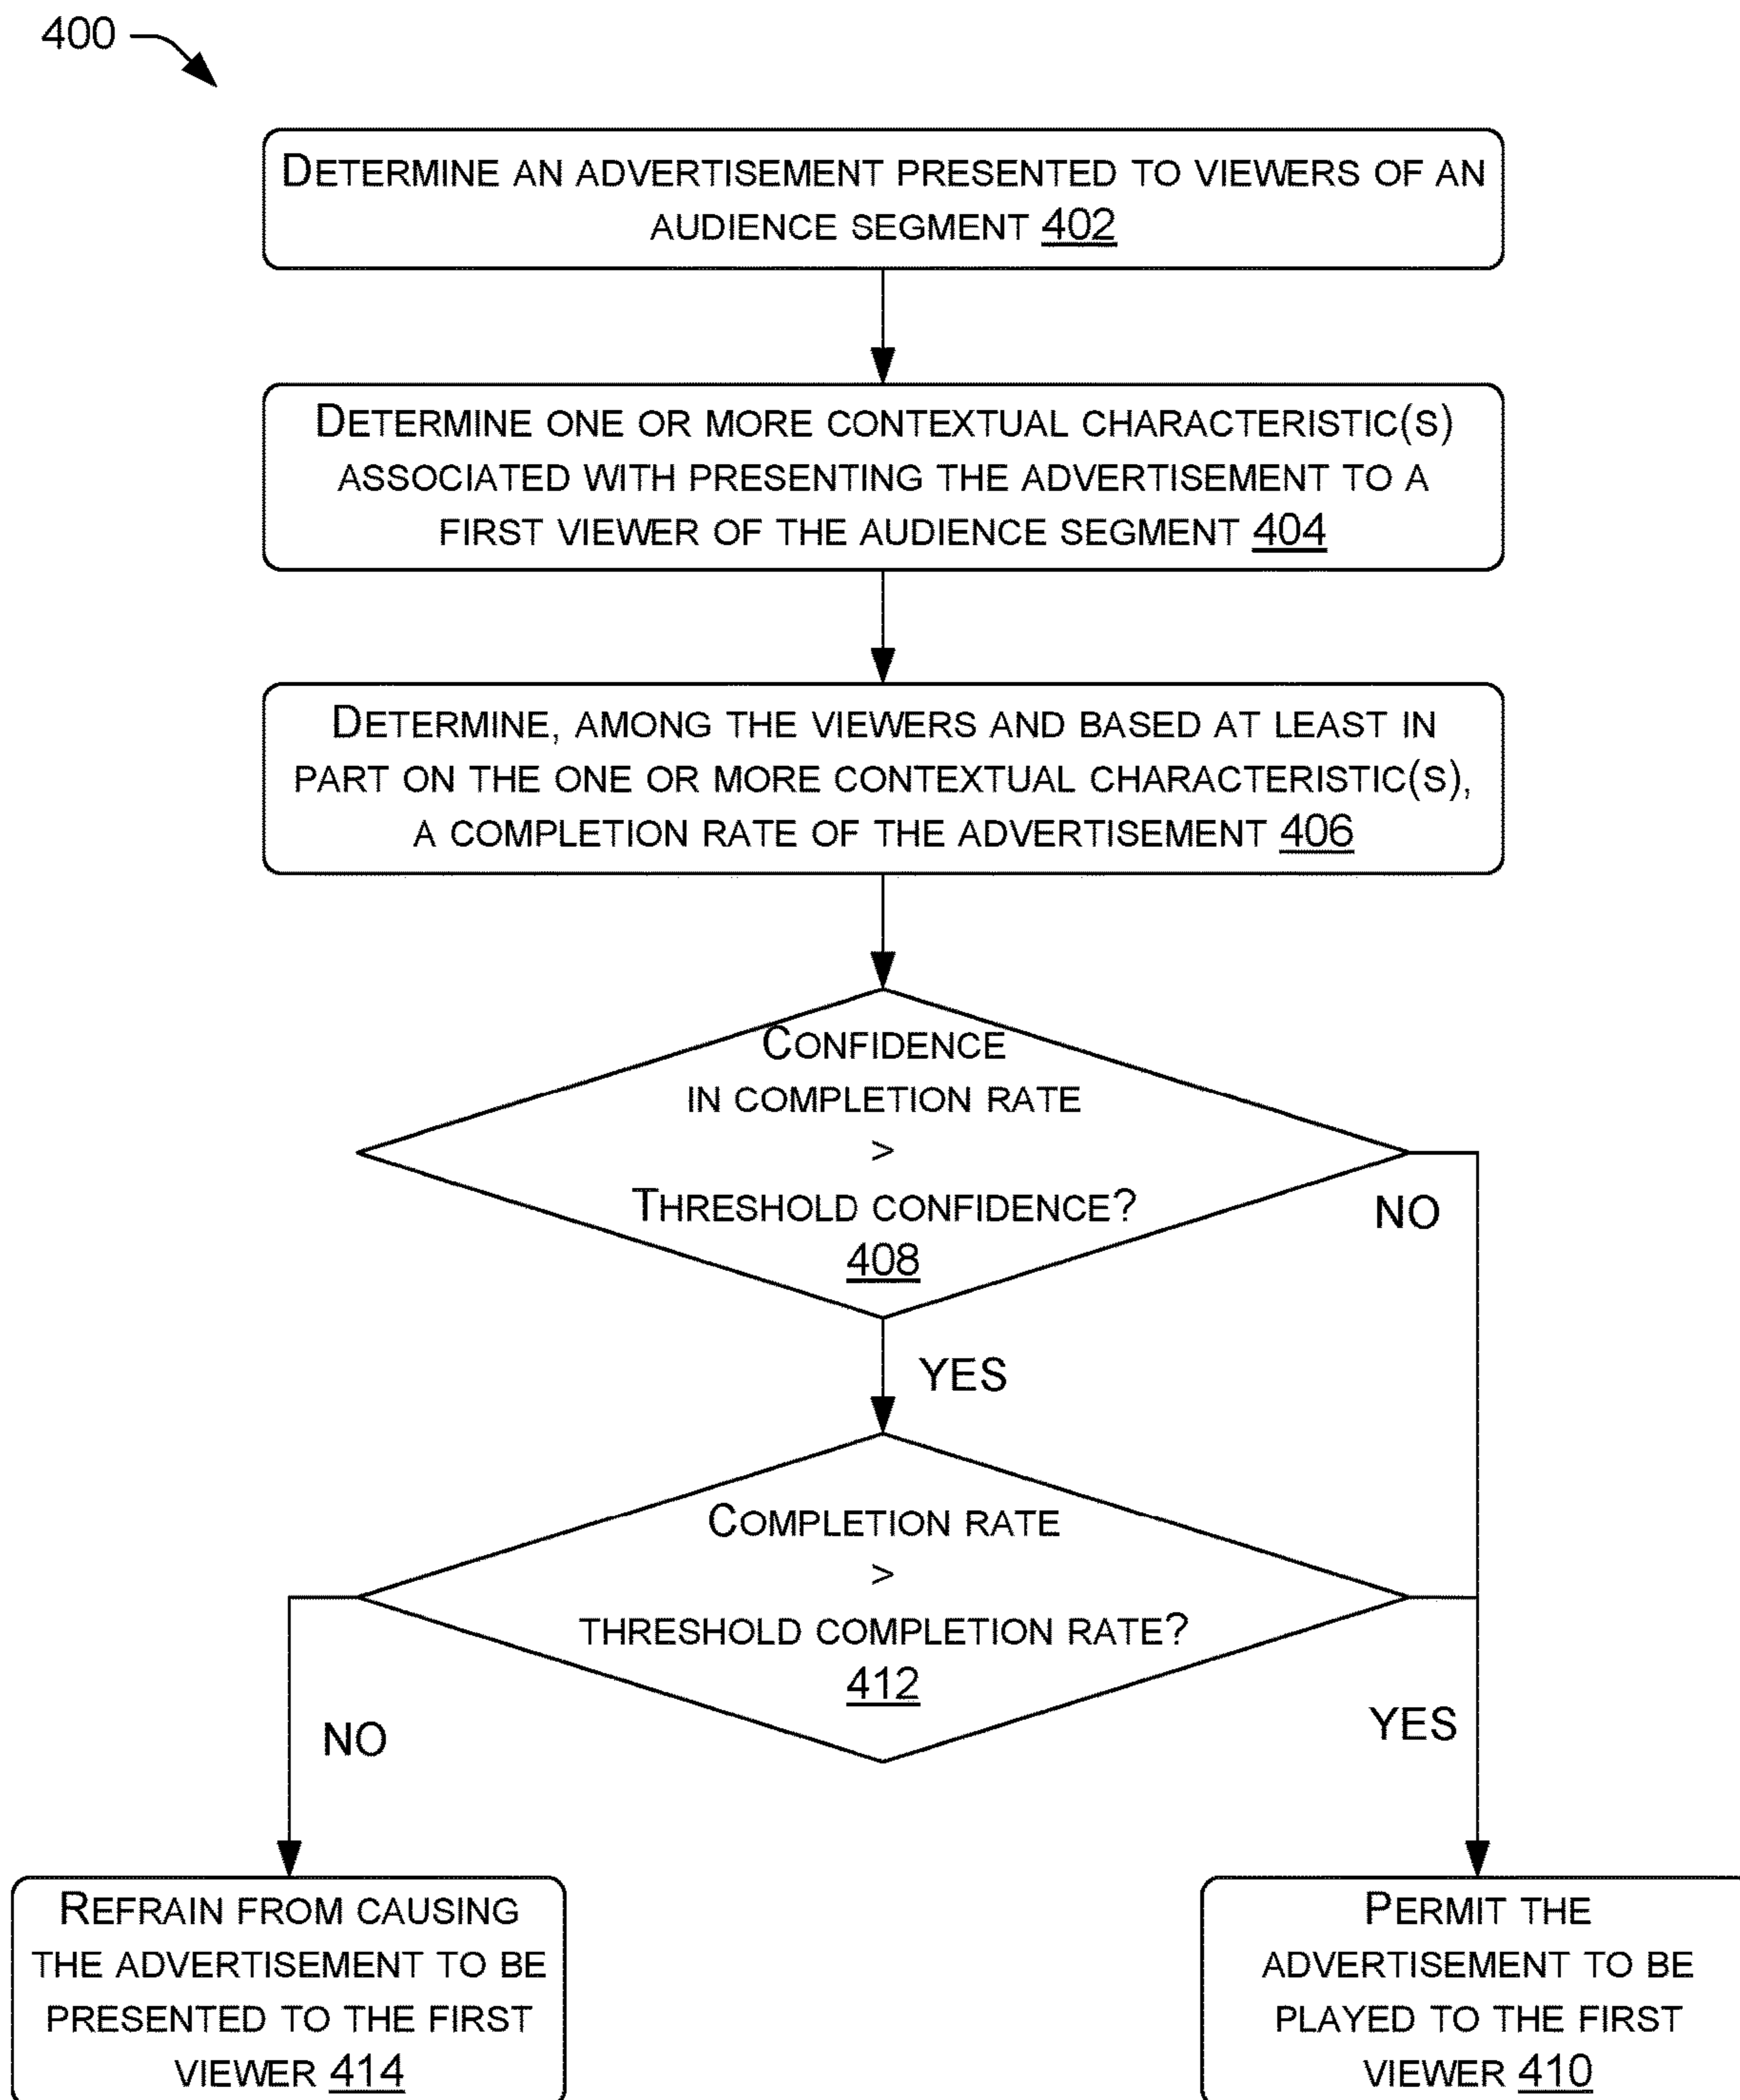 400
DETERMINE AN ADVERTISEMENT PRESENTED TO VIEWERS OF AN
AUDIENCE SEGMENT 402
DETERMINE ONE OR MORE CONTEXTUAL CHARACTERISTIC(S)
ASSOCIATED WITH PRESENTING THE ADVERTISEMENT TO A
FIRST VIEWER OF THE AUDIENCE SEGMENT 404
DETERMINE, AMONG THE VIEWERS AND BASED AT LEAST IN
PART ON THE ONE OR MORE CONTEXTUAL CHARACTERISTIC(S),
A COMPLETION RATE OF THE ADVERTISEMENT 406
CONFIDENCE
IN COMPLETION RATE
>
THRESHOLD CONFIDENCE?
408
NO
YES
COMPLETION RATE
>
THRESHOLD COMPLETION RATE?
412
NO
YES
REFRAIN FROM CAUSING
THE ADVERTISEMENT TO BE
PRESENTED TO THE FIRST
VIEWER 414
PERMIT THE
ADVERTISEMENT TO BE
PLAYED TO THE FIRST
VIEWER 410